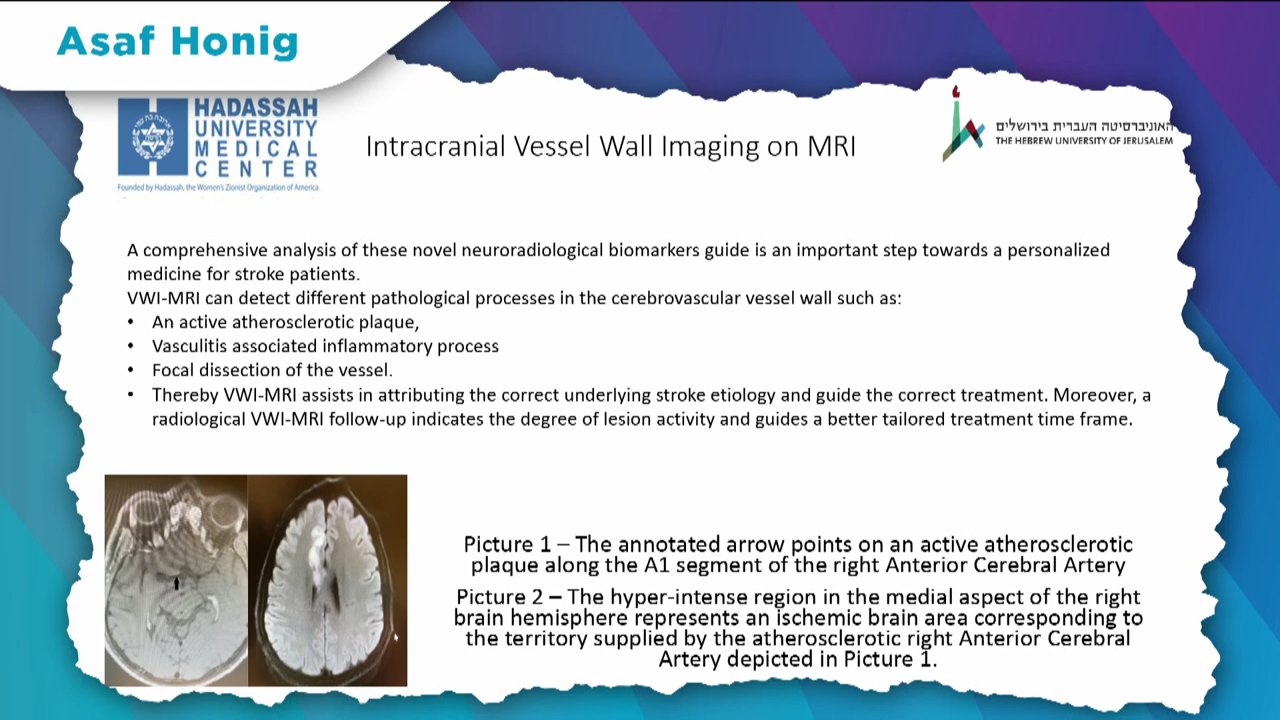 Asaf Honig
HADASSAH
UNIVERSITY
MEDICAL
CENTER
Founded by Hadassah, the Women's Zionist Organization of America
Intracranial Vessel Wall Imaging on MRI
האוניברסיטה העברית בירושלים
THE HEBREW UNIVERSITY OF JERUSALEM
A comprehensive analysis of these novel neuroradiological biomarkers guide is an important step towards a personalized
medicine for stroke patients.
VWI-MRI can detect different pathological processes in the cerebrovascular vessel wall such as:
• An active atherosclerotic plaque,
• Vasculitis associated inflammatory process
• Focal dissection of the vessel.
• Thereby VWI-MRI assists in attributing the correct underlying stroke etiology and guide the correct treatment. Moreover, a
radiological VWI-MRI follow-up indicates the degree of lesion activity and guides a better tailored treatment time frame.
Picture 1 – The annotated arrow points on an active atherosclerotic
plaque along the A1 segment of the right Anterior Cerebral Artery
Picture 2 – The hyper-intense region in the medial aspect of the right
brain hemisphere represents an ischemic brain area corresponding to
the territory supplied by the atherosclerotic right Anterior Cerebral
Artery depicted in Picture 1.